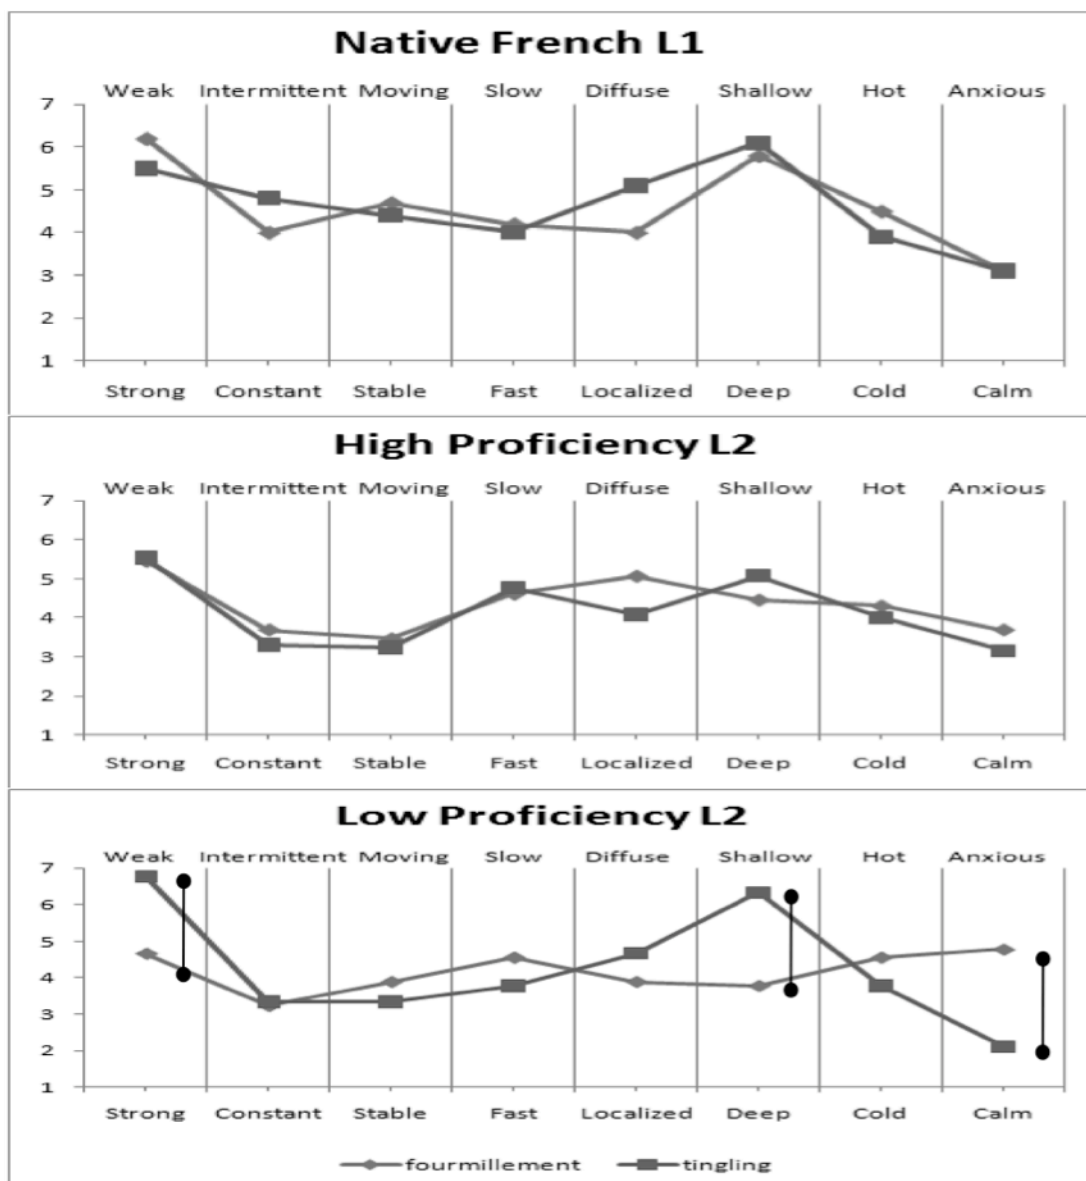 Native French L1
Weak Intermittent Moving Slow Diffuse Shallow Hot Anxious
7
6
5
4
3
2
1
Strong Constant Stable Fast Localized Deep Cold Calm
High Proficiency L2
Weak Intermittent Moving Slow Diffuse Shallow Hot Anxious
7
6
5
4
3
2
1
Strong Constant Stable Fast Localized Deep Cold Calm
Low Proficiency L2
Weak Intermittent Moving Slow Diffuse Shallow Hot Anxious
7
6
5
4
3
2
1
Strong Constant Stable Fast Localized Deep Cold Calm
fourmillement tingling